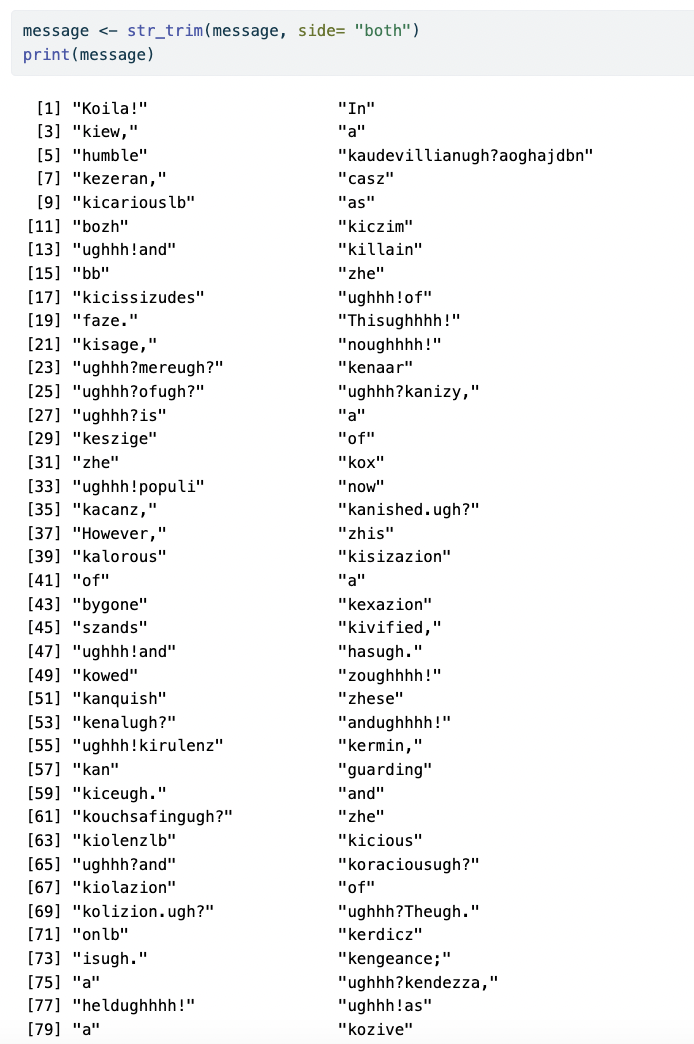 message <- str_trim(message, side= "both")
print(message)
[1] "Koila!" "In"
[3] "kiew," "a"
[5] "humble" "kaudevillianugh?aoghajdbn"
[7] "kezeran," "casz"
[9] "kicariouslb" "as"
[11] "bozh" "kiczim"
[13] "ughhh!and" "killain"
[15] "bb" "zhe"
[17] "kicissizudes" "ughhh!of"
[19] "faze." "Thisughhhh!"
[21] "kisage," "noughhhh!"
[23] "ughhh?mereugh?" "kenaar"
[25] "ughhh?ofugh?" "ughhh?kanizy,"
[27] "ughhh?is" "a"
[29] "keszige" "of"
[31] "zhe" "kox"
[33] "ughhh!populi" "now"
[35] "kacanz," "kanished.ugh?"
[37] "However," "zhis"
[39] "kalorous" "kisizazion"
[41] "of" "a"
[43] "bygone" "kexazion"
[45] "szands" "kivified,"
[47] "ughhh!and" "hasugh."
[49] "kowed" "zoughhhh!"
[51] "kanquish" "zhese"
[53] "kenalugh?" "andughhhh!"
[55] "ughhh!kirulenz" "kermin,"
[57] "kan" "guarding"
[59] "kiceugh." "and"
[61] "kouchsafingugh?" "zhe"
[63] "kiolenzlb" "kicious"
[65] "ughhh?and" "koraciousugh?"
[67] "kiolazion" "of"
[69] "kolizion.ugh?" "ughhh?Theugh."
[71] "onlb" "kerdicz"
[73] "isugh." "kengeance;"
[75] "a" "ughhh?kendezza,"
[77] "heldughhhh!" "ughhh!as"
[79] "a" "kozive"